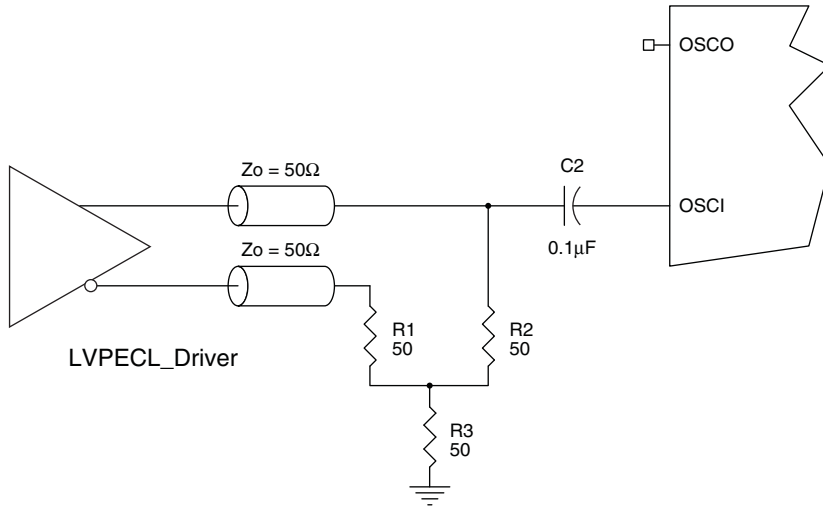 OSCO
Zo = 50Ω
C2
OSCI
0.1μF
Zo = 50Ω
R1
50
R2
50
LVPECL_Driver
R3
50